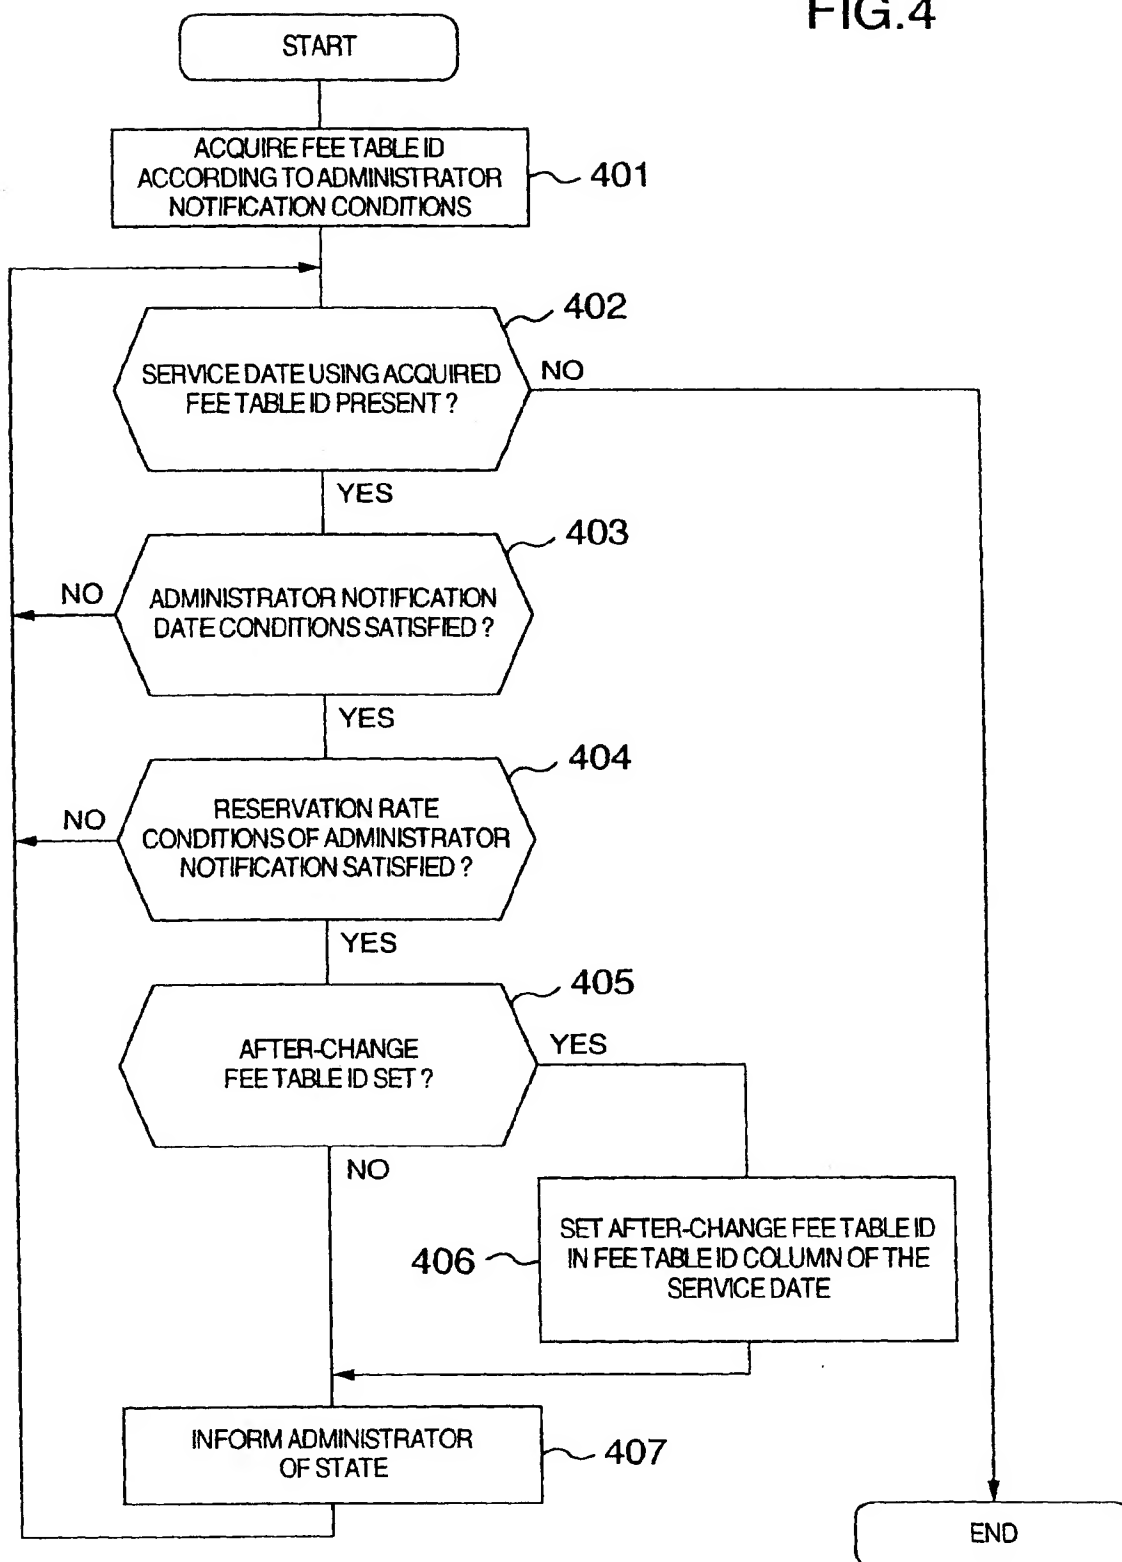 FIG.4
START
ACQUIRE FEE TABLE ID
ACCORDING TO ADMINISTRATOR
NOTIFICATION CONDITIONS
401
402
SERVICE DATE USING ACQUIRED
FEE TABLE ID PRESENT ?
NO
YES
403
ADMINISTRATOR NOTIFICATION
DATE CONDITIONS SATISFIED ?
NO
YES
404
RESERVATION RATE
CONDITIONS OF ADMINISTRATOR
NOTIFICATION SATISFIED ?
NO
YES
405
AFTER-CHANGE
FEE TABLE ID SET ?
YES
NO
SET AFTER-CHANGE FEE TABLE ID
IN FEE TABLE ID COLUMN OF THE
SERVICE DATE
406
INFORM ADMINISTRATOR
OF STATE
407
END